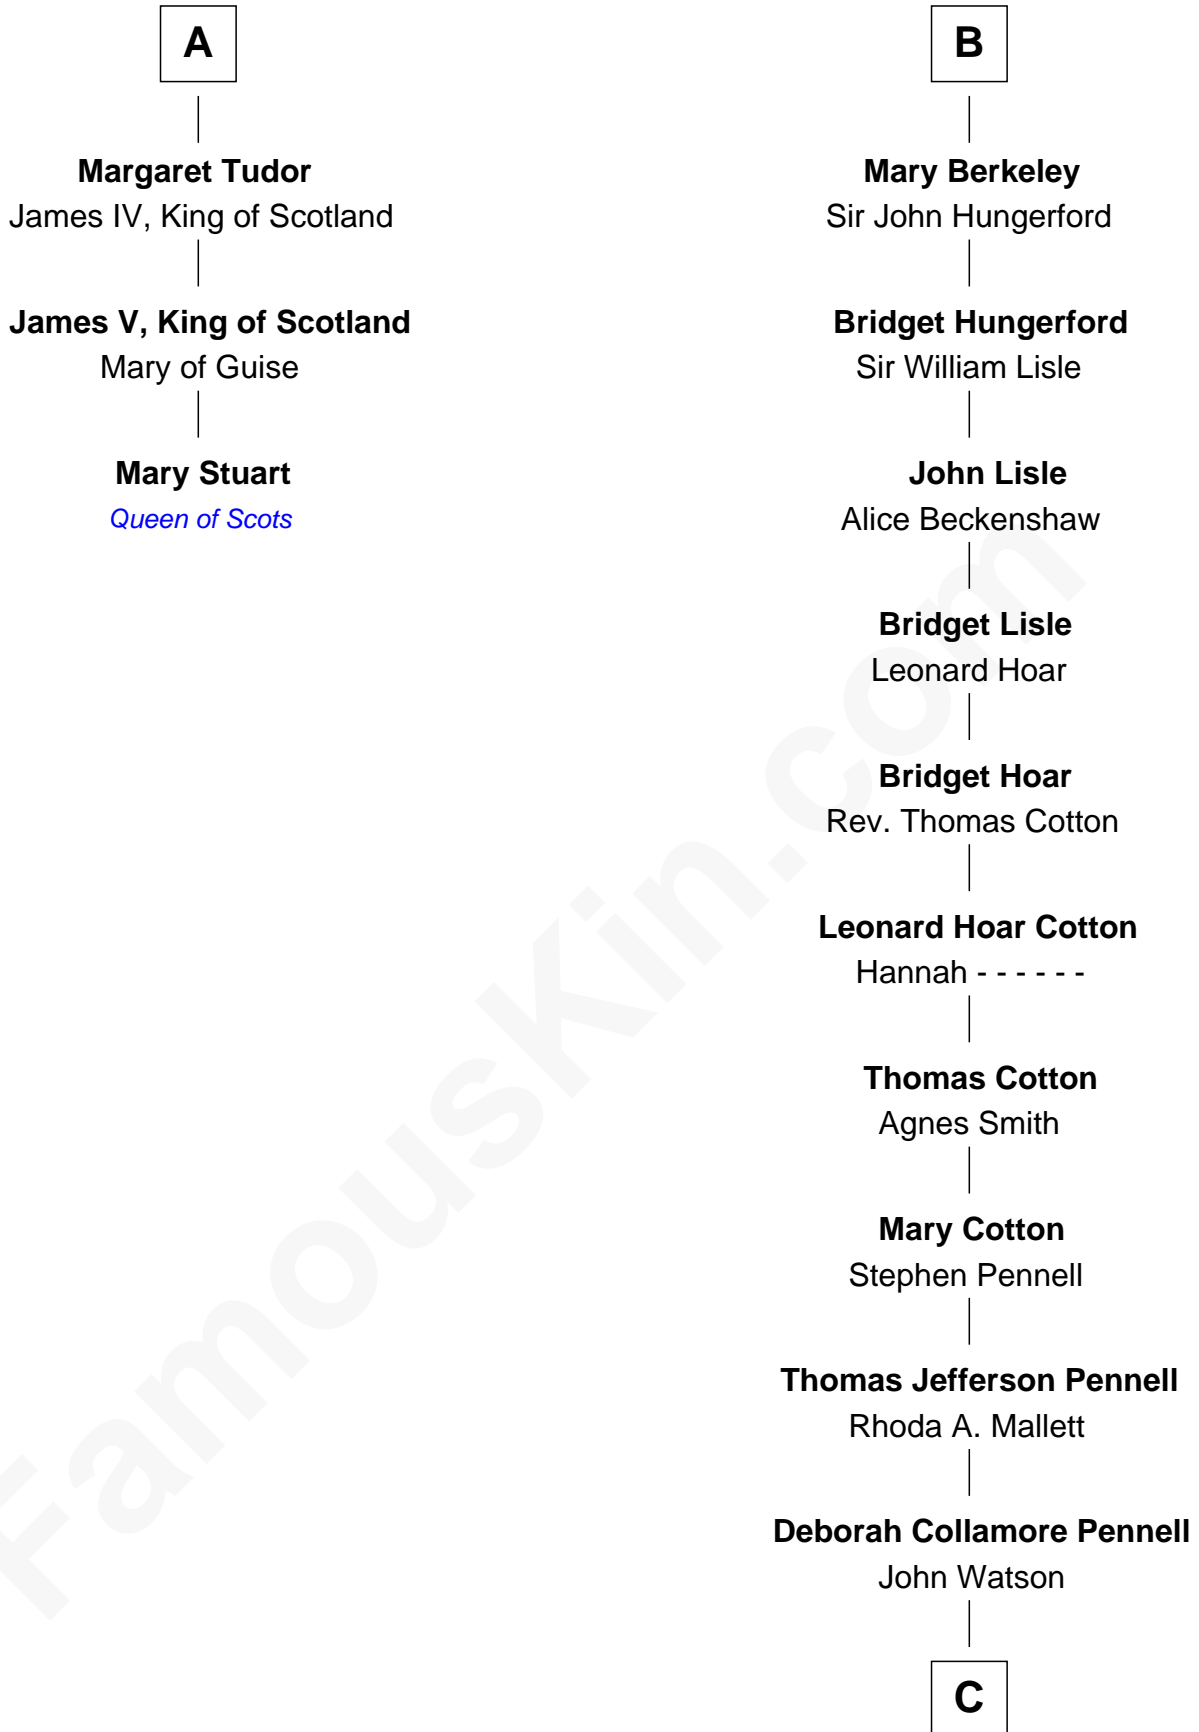 A
Margaret Tudor
James IV, King of Scotland
James V, King of Scotland
Mary of Guise
Mary Stuart
Queen of Scots
B
Mary Berkeley
Sir John Hungerford
Bridget Hungerford
Sir William Lisle
John Lisle
Alice Beckenshaw
Bridget Lisle
Leonard Hoar
Bridget Hoar
Rev. Thomas Cotton
Leonard Hoar Cotton
Hannah - - - - - -
Thomas Cotton
Agnes Smith
Mary Cotton
Stephen Pennell
Thomas Jefferson Pennell
Rhoda A. Mallett
Deborah Collamore Pennell
John Watson
C
FamousKin.com